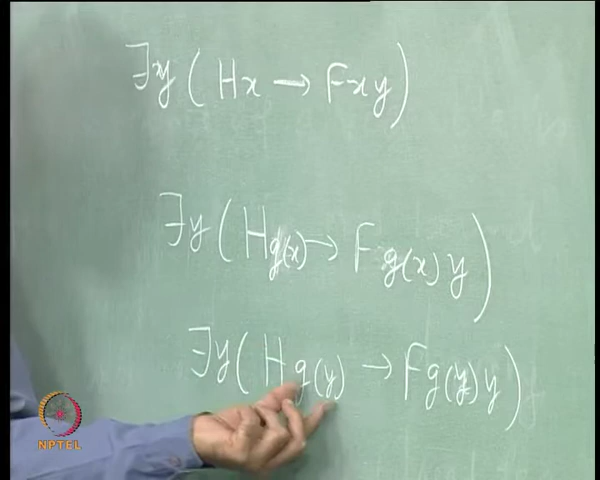 ∃y(Hx → Fxy)
∃y(Hg(x) → Fg(x)y)
∃y(Hg(y) → Fg(y)y)
NPTEL